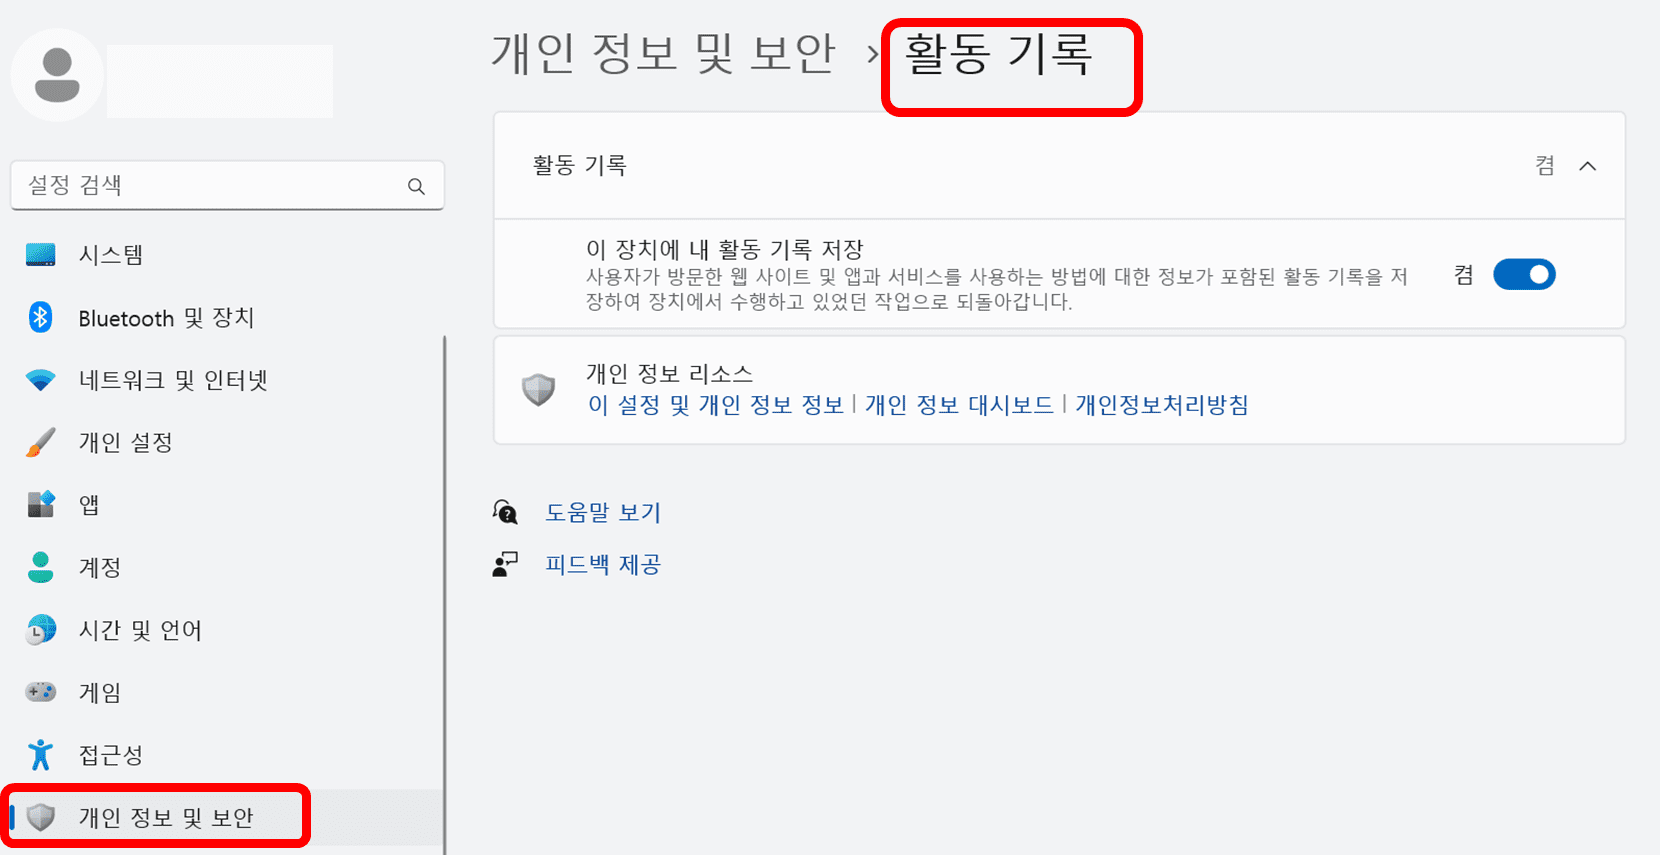 개인 정보 및 보안 › 활동 기록
설정 검색
시스템
Bluetooth 및 장치
네트워크 및 인터넷
개인 설정
앱
계정
시간 및 언어
게임
접근성
개인 정보 및 보안
활동 기록 켬
이 장치에 내 활동 기록 저장
사용자가 방문한 웹 사이트 및 앱과 서비스를 사용하는 방법에 대한 정보가 포함된 활동 기록을 저
장하여 장치에서 수행하고 있었던 작업으로 되돌아갑니다.
켬
개인 정보 리소스
이 설정 및 개인 정보 정보 | 개인 정보 대시보드 | 개인정보처리방침
도움말 보기
피드백 제공